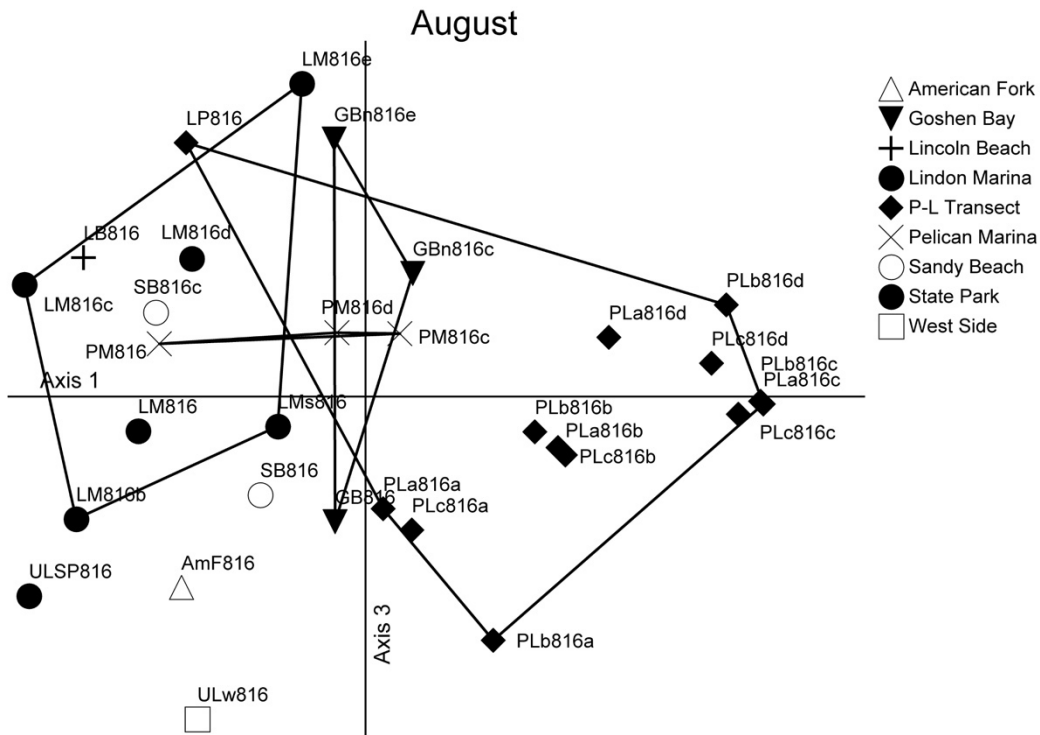 August
LM816e
GBn816e
LP816
LB816
LM816d
GBn816c
LM816c
SB816c
PM816d
PM816c
PM816
PLb816d
PLa816d
PLc816d
PLb816c
PLa816c
PLc816c
Axis 1
LM816
LMs816
PLb816b
PLa816b
PLc816b
SB816
LM816b
GB816
PLa816a
PLc816a
ULSP816
AmF816
Axis 3
PLb816a
ULw816
American Fork
Goshen Bay
Lincoln Beach
Lindon Marina
P-L Transect
Pelican Marina
Sandy Beach
State Park
West Side